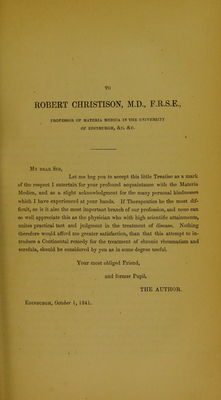 TO
ROBERT CHRISTISON, M.D., F.R.S.E.,
PROFESSOR OF MATERIA MEDICA IN THE UNIVERSITY
OF EDINBURGH, &C. &C.
MY DEAR SIR,
Let me beg you to accept this little Treatise as a mark
of the respect I entertain for your profound acquaintance with the Materia
Medica, and as a slight acknowledgment for the many personal kindnesses
which I have experienced at your hands. If Therapeutics be the most dif-
ficult, so is it also the most important branch of our profession, and none can
so well appreciate this as the physician who with high scientific attainments,
unites practical tact and judgment in the treatment of disease. Nothing
therefore would afford me greater satisfaction, than that this attempt to in-
troduce a Continental remedy for the treatment of chronic rheumatism and
scrofula, should be considered by you as in some degree useful.
Your most obliged Friend,
and former Pupil,
THE AUTHOR.
EDINBURGH, October 1, 1841.